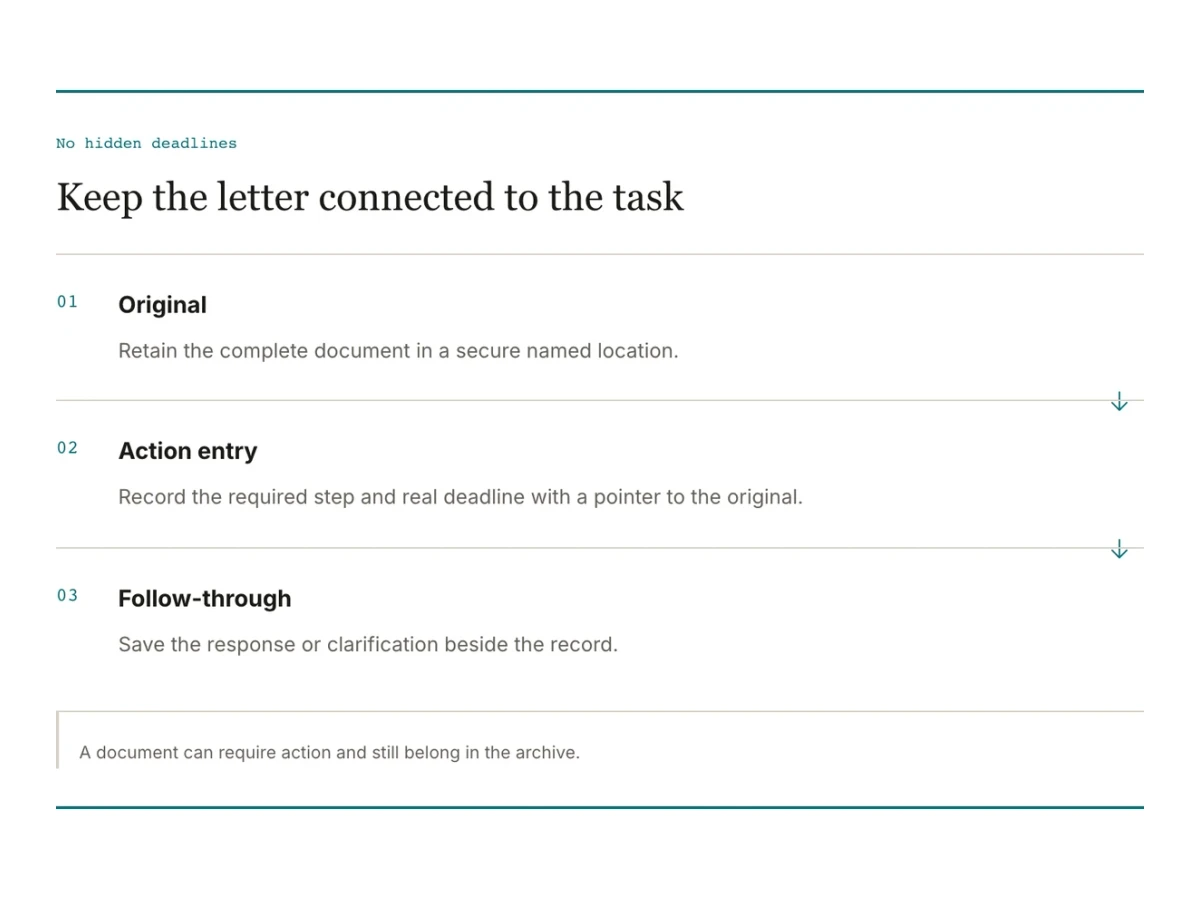 No hidden deadlines
Keep the letter connected to the task
01
Original
Retain the complete document in a secure named location.
02
Action entry
Record the required step and real deadline with a pointer to the original.
03
Follow-through
Save the response or clarification beside the record.
A document can require action and still belong in the archive.